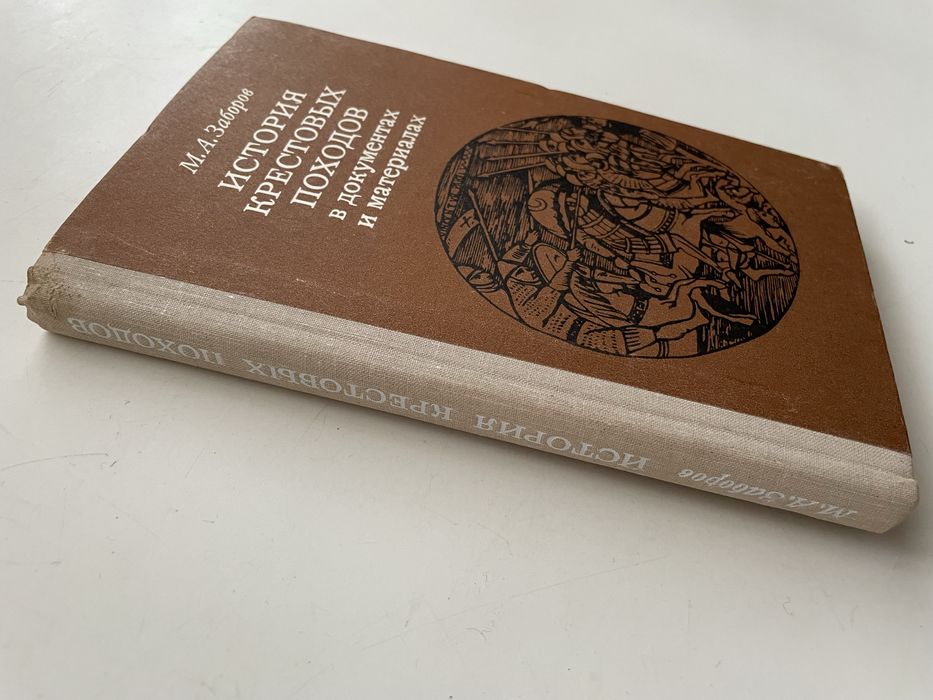 М. А. Заборов
ИСТОРИЯ
КРЕСТОВЫХ
ПОХОДОВ
в документах
и материалах
М. А. Заборов ИСТОРИЯ КРЕСТОВЫХ ПОХОДОВ